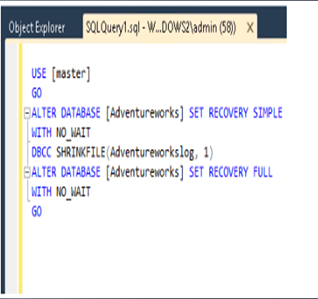 Object Explorer
SQLQuery1.sql - W...DOWS2\admin (58))
USE [master]
GO
ALTER DATABASE [Adventureworks] SET RECOVERY SIMPLE
WITH NO_WAIT
DBCC SHRINKFILE(Adventureworkslog, 1)
ALTER DATABASE [Adventureworks] SET RECOVERY FULL
WITH NO_WAIT
GO